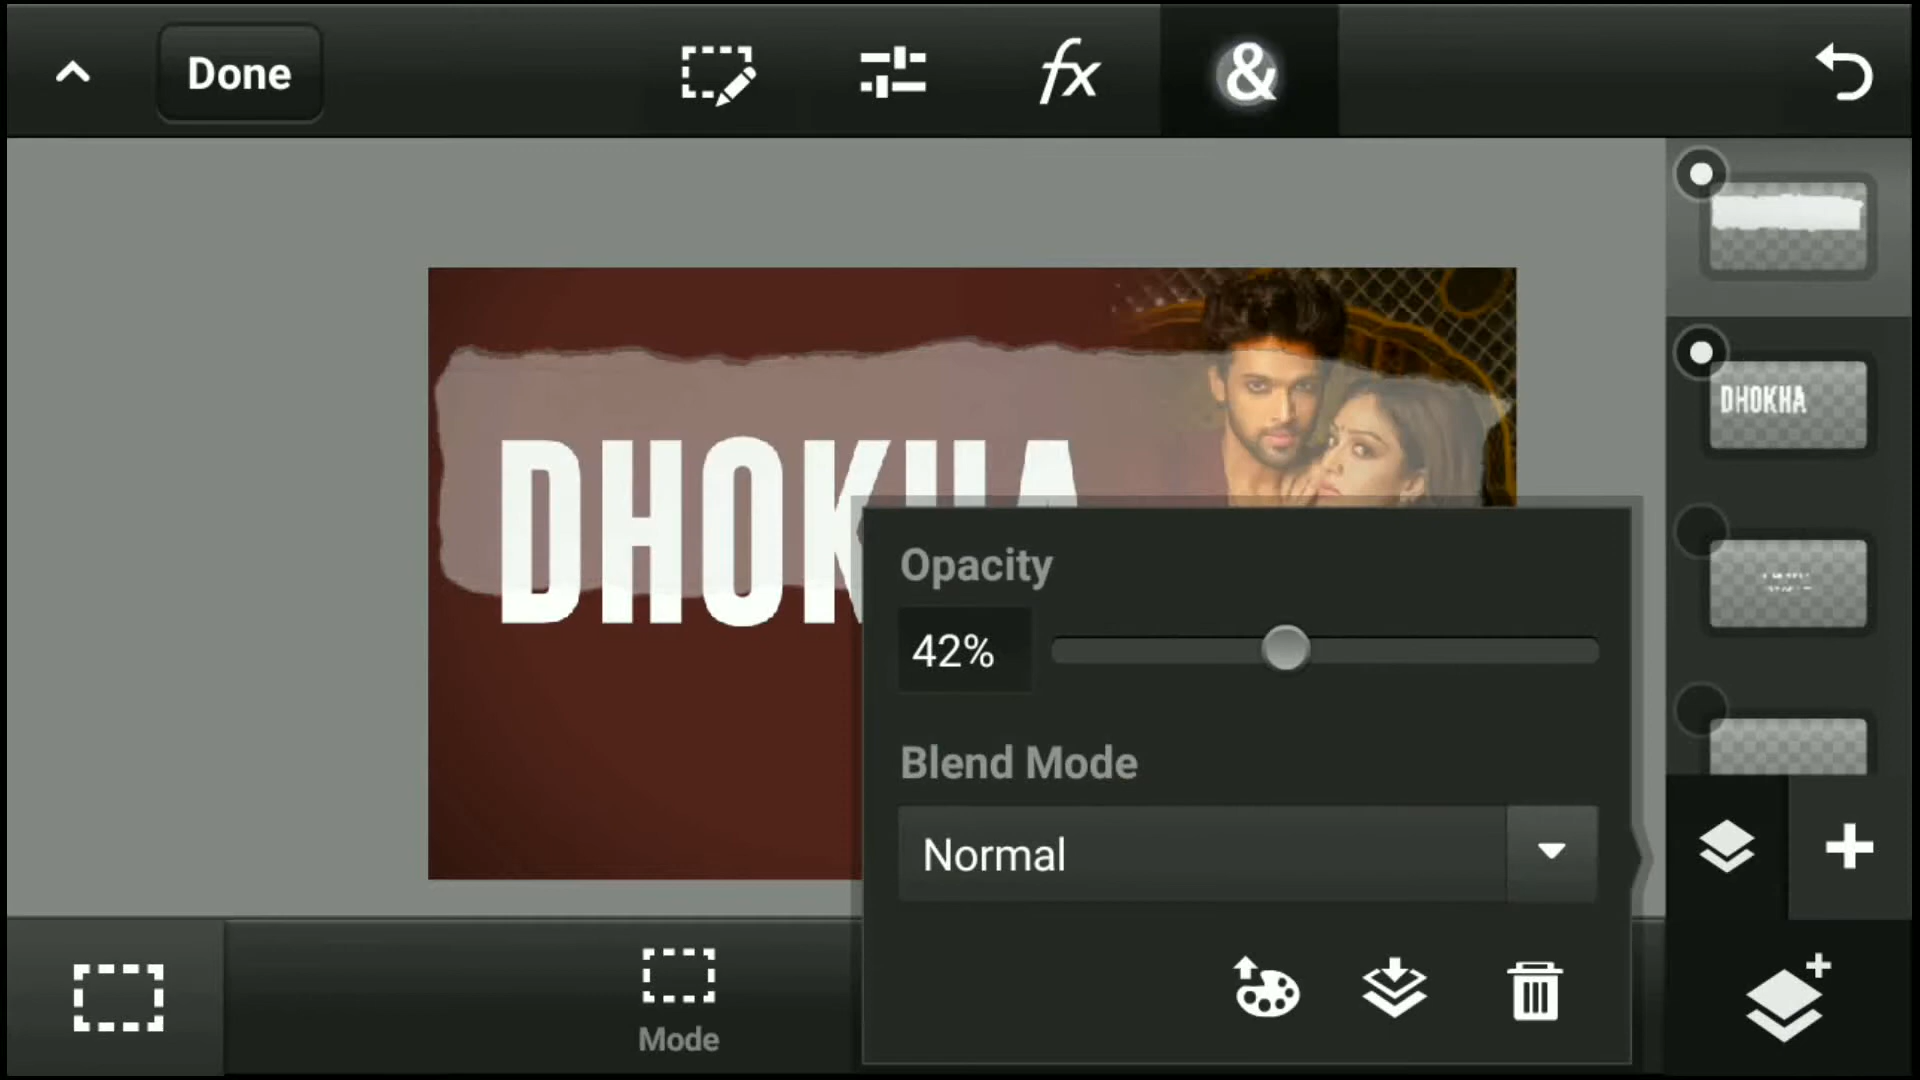 Done
fx
&
DHOKHA
DHOKHA
Opacity
42%
Blend Mode
Normal
Mode